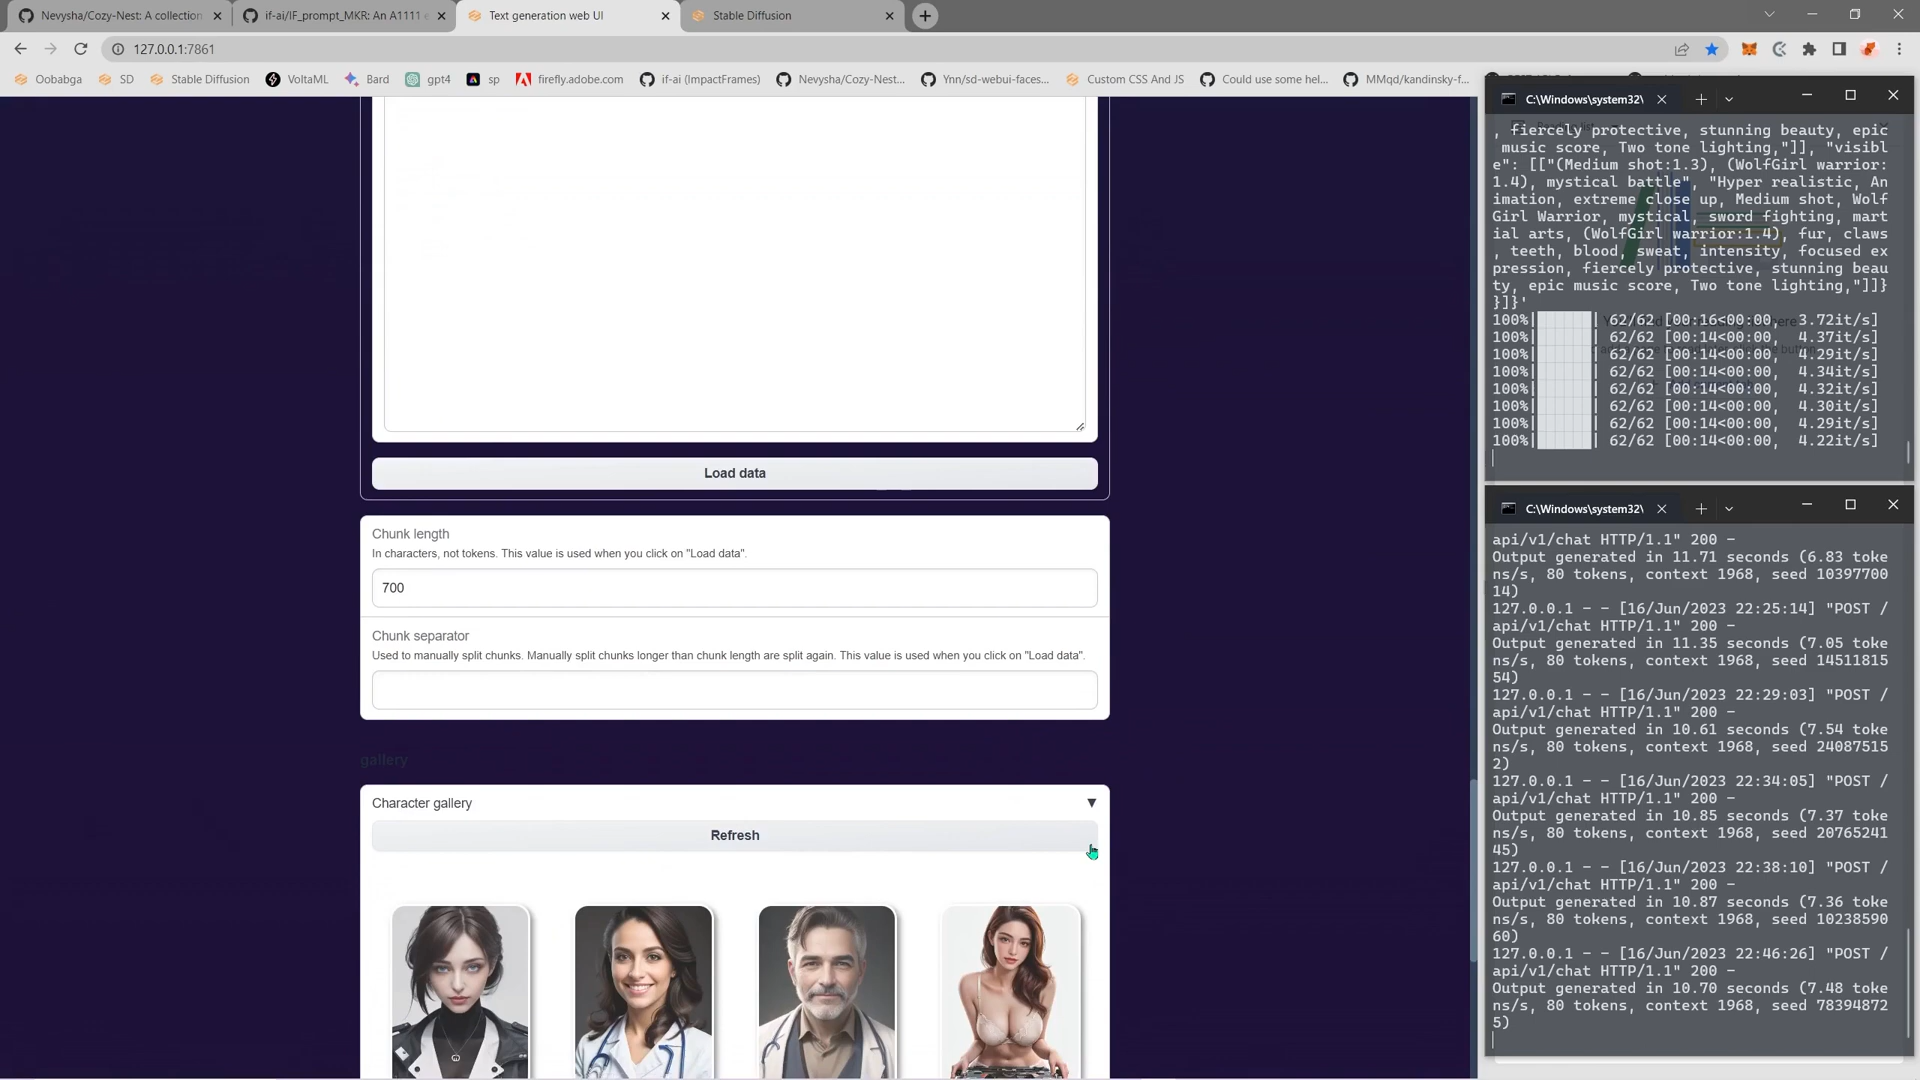 Nevysha/Cozy-Nest: A collection
if-ai/IF_prompt_MKR: An A1111 e
Text generation web UI
Stable Diffusion
127.0.0.1:7861
Oobabga
SD
Stable Diffusion
VoltaML
Bard
gpt4
sp
firefly.adobe.com
if-ai (ImpactFrames)
Nevysha/Cozy-Nest...
Ynn/sd-webui-faces...
Custom CSS And JS
Could use some hel...
MMqd/kandinsky-f...
Load data
Chunk length
In characters, not tokens. This value is used when you click on "Load data".
700
Chunk separator
Used to manually split chunks. Manually split chunks longer than chunk length are split again. This value is used when you click on "Load data".
gallery
Character gallery
Refresh
C:\Windows\system32\
, fiercely protective, stunning beauty, epic
music score, Two tone lighting,"]], "visibl
e": [["(Medium shot:1.3), (WolfGirl warrior:
1.4), mystical battle", "Hyper realistic, An
imation, extreme close up, Medium shot, Wolf
Girl Warrior, mystical, sword fighting, mart
ial arts, (WolfGirl warrior:1.4), fur, claws
, teeth, blood, sweat, intensity, focused ex
pression, fiercely protective, stunning beau
ty, epic music score, Two tone lighting,"]]}
}]}'
100%| | 62/62 [00:16<00:00, 3.72it/s]
100%| | 62/62 [00:14<00:00, 4.37it/s]
100%| | 62/62 [00:14<00:00, 4.29it/s]
100%| | 62/62 [00:14<00:00, 4.34it/s]
100%| | 62/62 [00:14<00:00, 4.32it/s]
100%| | 62/62 [00:14<00:00, 4.30it/s]
100%| | 62/62 [00:14<00:00, 4.29it/s]
100%| | 62/62 [00:14<00:00, 4.22it/s]
C:\Windows\system32\
api/v1/chat HTTP/1.1" 200 -
Output generated in 11.71 seconds (6.83 toke
ns/s, 80 tokens, context 1968, seed 10397700
14)
127.0.0.1 - - [16/Jun/2023 22:25:14] "POST /
api/v1/chat HTTP/1.1" 200 -
Output generated in 11.35 seconds (7.05 toke
ns/s, 80 tokens, context 1968, seed 14511815
54)
127.0.0.1 - - [16/Jun/2023 22:29:03] "POST /
api/v1/chat HTTP/1.1" 200 -
Output generated in 10.61 seconds (7.54 toke
ns/s, 80 tokens, context 1968, seed 24087515
2)
127.0.0.1 - - [16/Jun/2023 22:34:05] "POST /
api/v1/chat HTTP/1.1" 200 -
Output generated in 10.85 seconds (7.37 toke
ns/s, 80 tokens, context 1968, seed 20765241
45)
127.0.0.1 - - [16/Jun/2023 22:38:10] "POST /
api/v1/chat HTTP/1.1" 200 -
Output generated in 10.87 seconds (7.36 toke
ns/s, 80 tokens, context 1968, seed 10238590
60)
127.0.0.1 - - [16/Jun/2023 22:46:26] "POST /
api/v1/chat HTTP/1.1" 200 -
Output generated in 10.70 seconds (7.48 toke
ns/s, 80 tokens, context 1968, seed 78394872
5)